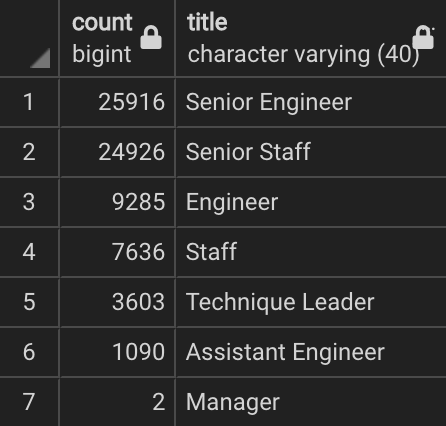 count title
bigint character varying (40)
1 25916 Senior Engineer
2 24926 Senior Staff
3 9285 Engineer
4 7636 Staff
5 3603 Technique Leader
6 1090 Assistant Engineer
7 2 Manager